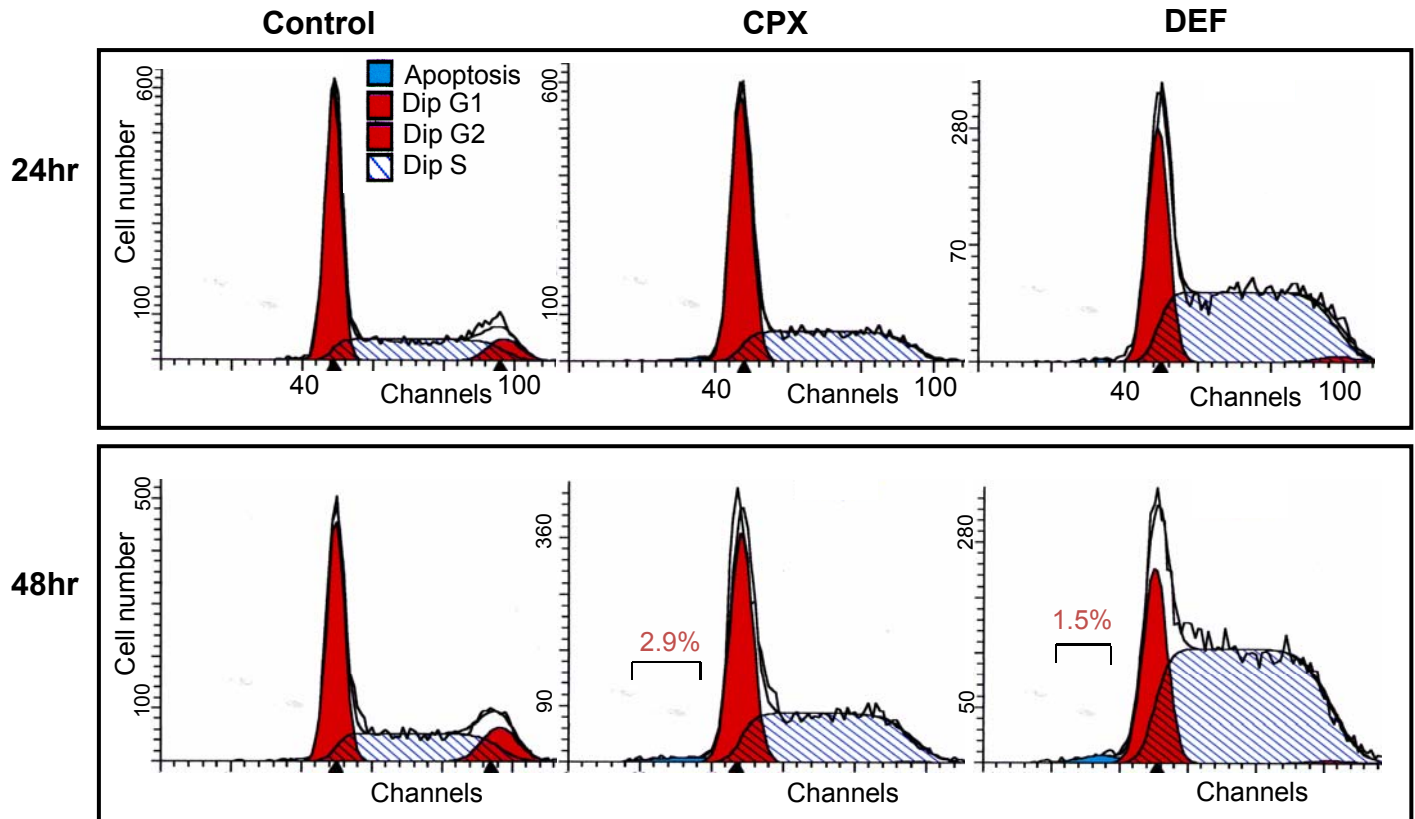 Control
CPX
DEF
24hr
Cell number
600
100
Apoptosis
Dip G1
Dip G2
Dip S
40
Channels
100
600
100
40
Channels
100
280
70
40
Channels
100
48hr
Cell number
500
100
Channels
360
90
2.9%
Channels
280
50
1.5%
Channels